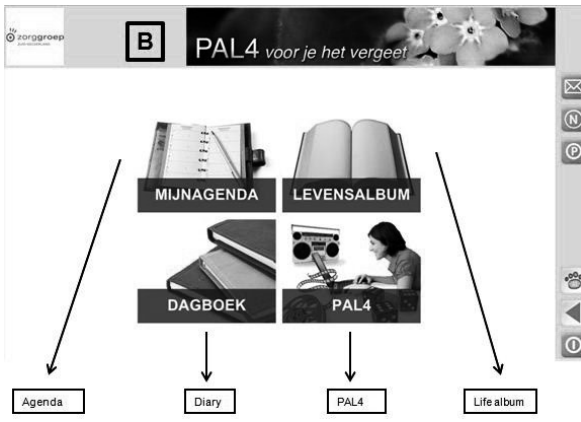 zorggroep
B
PAL4 voor je het vergeet
N
P
MIJNAGENDA
LEVENSALBUM
DAGBOEK
PAL4
Agenda
Diary
PAL4
Life album